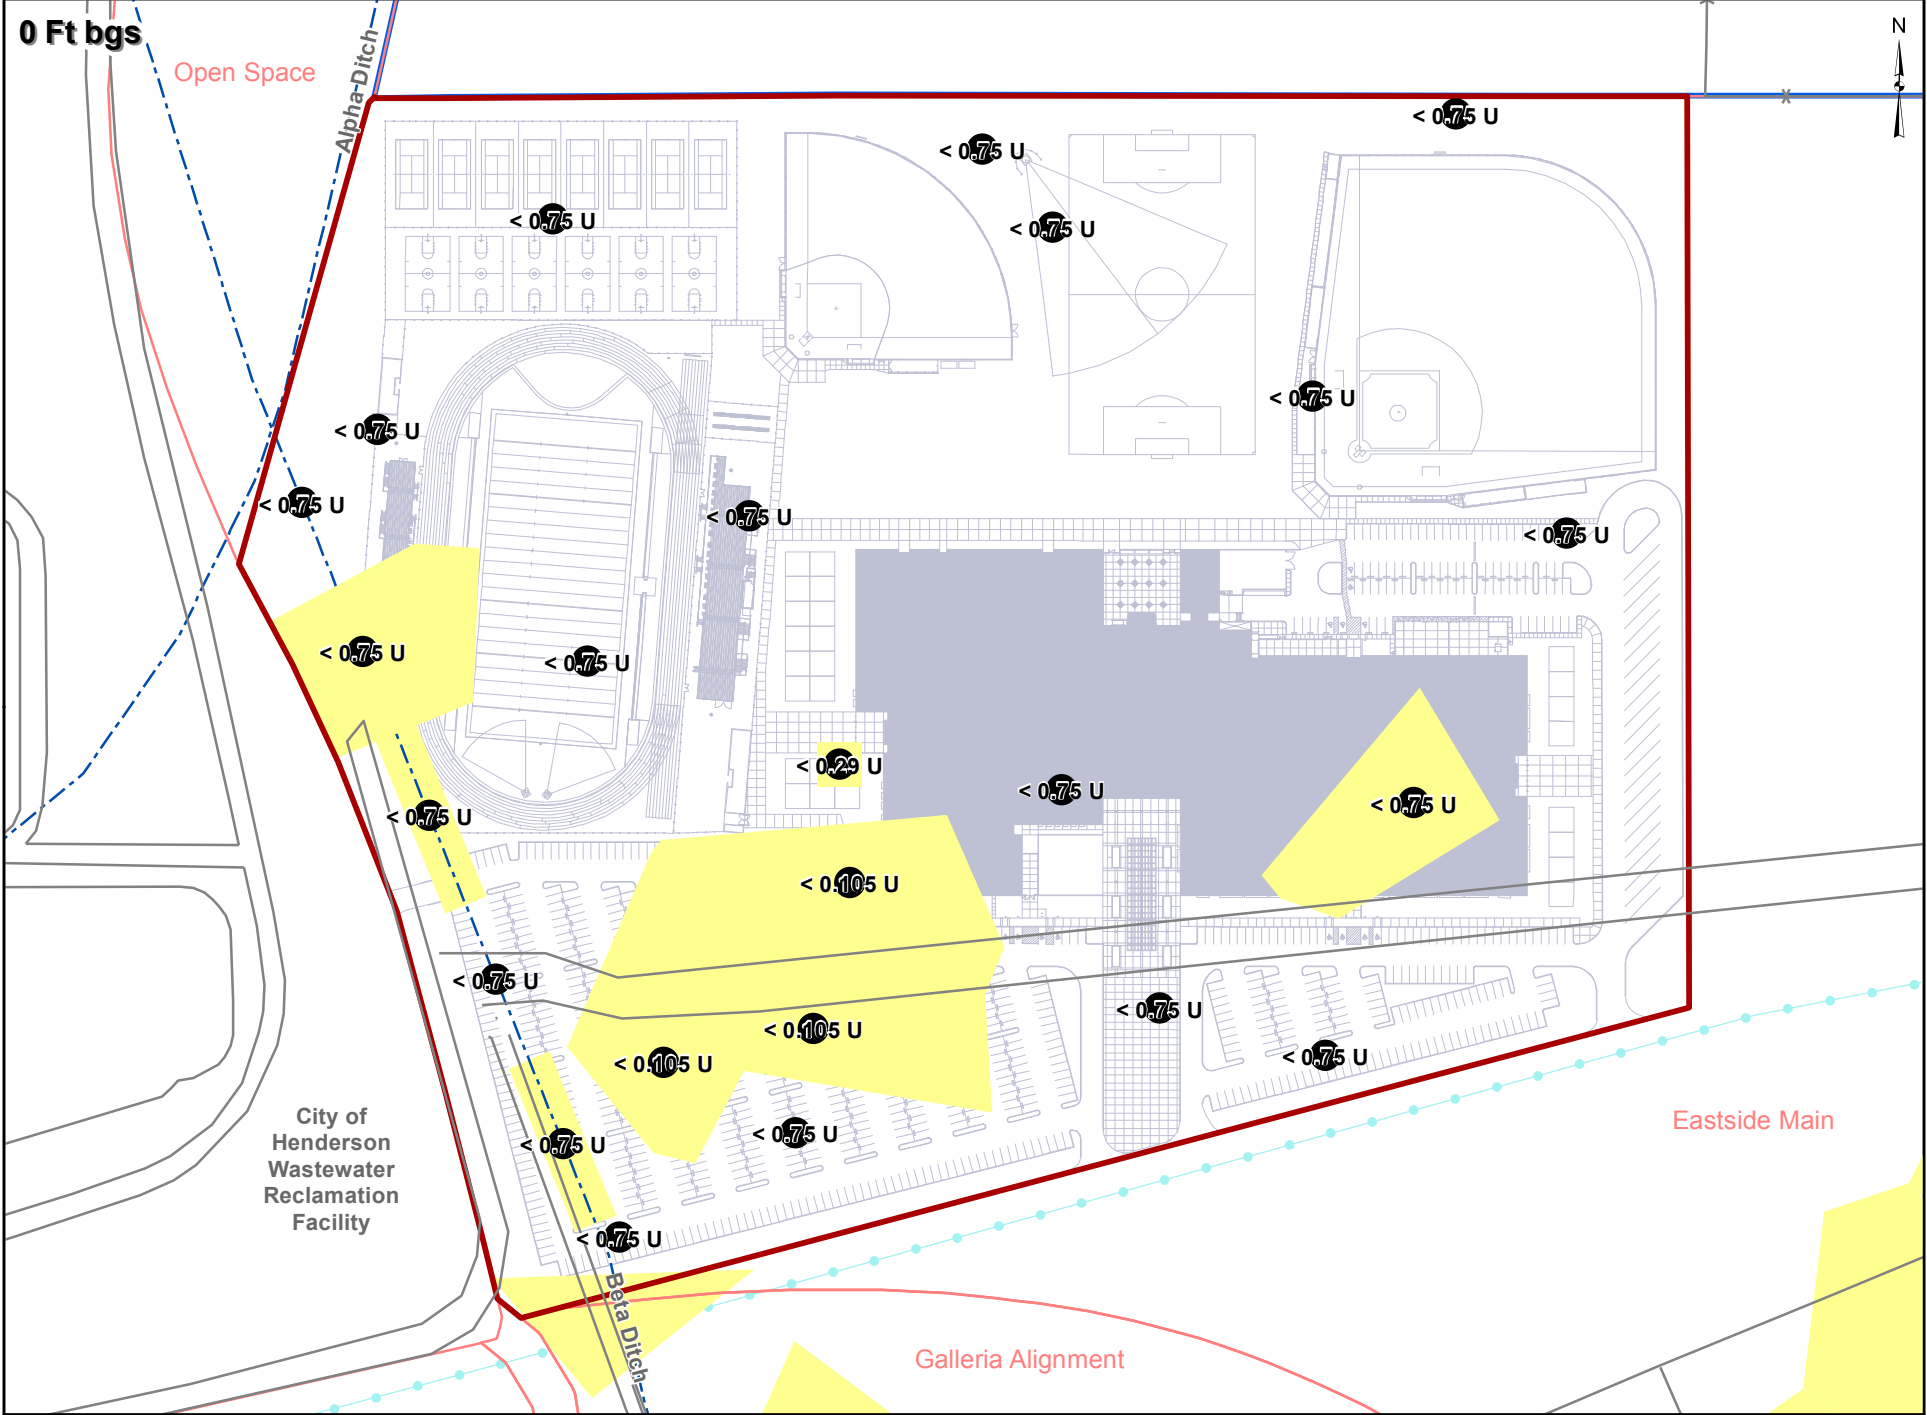 0 Ft bgs
Open Space
Alpha Ditch
N
< 0.75 U
< 0.75 U
< 0.75 U
< 0.75 U
< 0.75 U
< 0.75 U
< 0.75 U
< 0.75 U
< 0.75 U
< 0.75 U
< 0.75 U
< 0.29 U
< 0.75 U
< 0.75 U
< 0.75 U
< 0.105 U
< 0.75 U
< 0.75 U
< 0.105 U
< 0.75 U
< 0.105 U
< 0.75 U
< 0.75 U
< 0.75 U
City of
Henderson
Wastewater
Reclamation
Facility
Eastside Main
< 0.75 U
Beta Ditch
Galleria Alignment